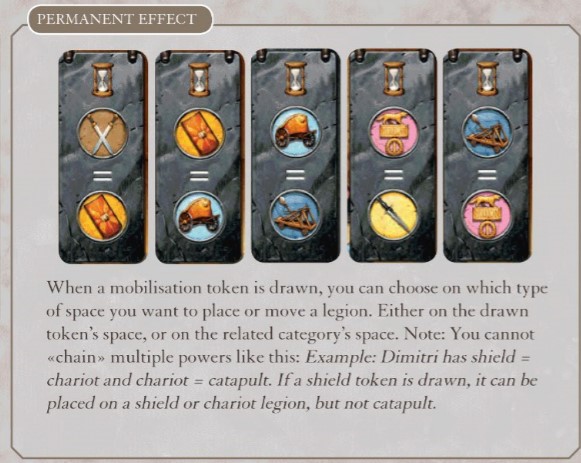 PERMANENT EFFECT
=
=
=
=
=
When a mobilisation token is drawn, you can choose on which type
of space you want to place or move a legion. Either on the drawn
token's space, or on the related category's space. Note: You cannot
«chain» multiple powers like this: Example: Dimitri has shield =
chariot and chariot = catapult. If a shield token is drawn, it can be
placed on a shield or chariot legion, but not catapult.